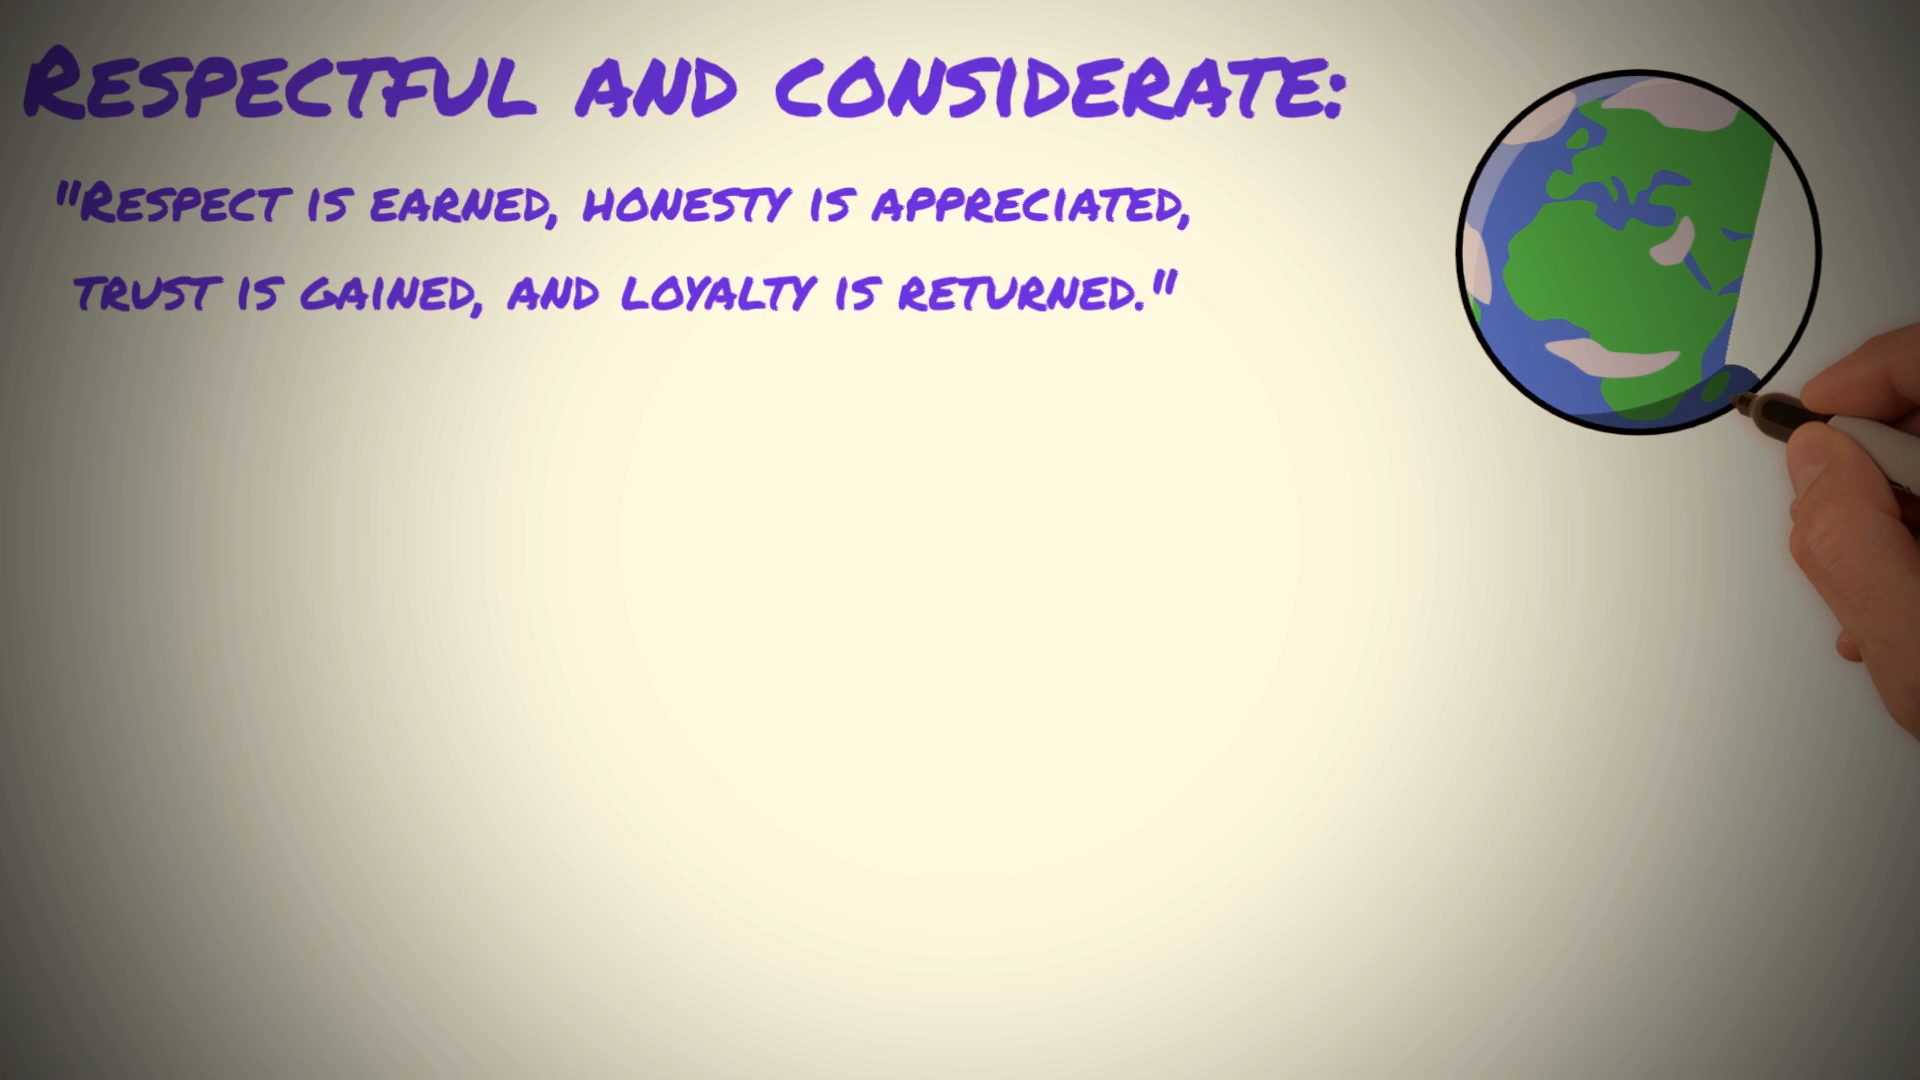 Respectful and considerate:
"Respect is earned, honesty is appreciated,
trust is gained, and loyalty is returned."